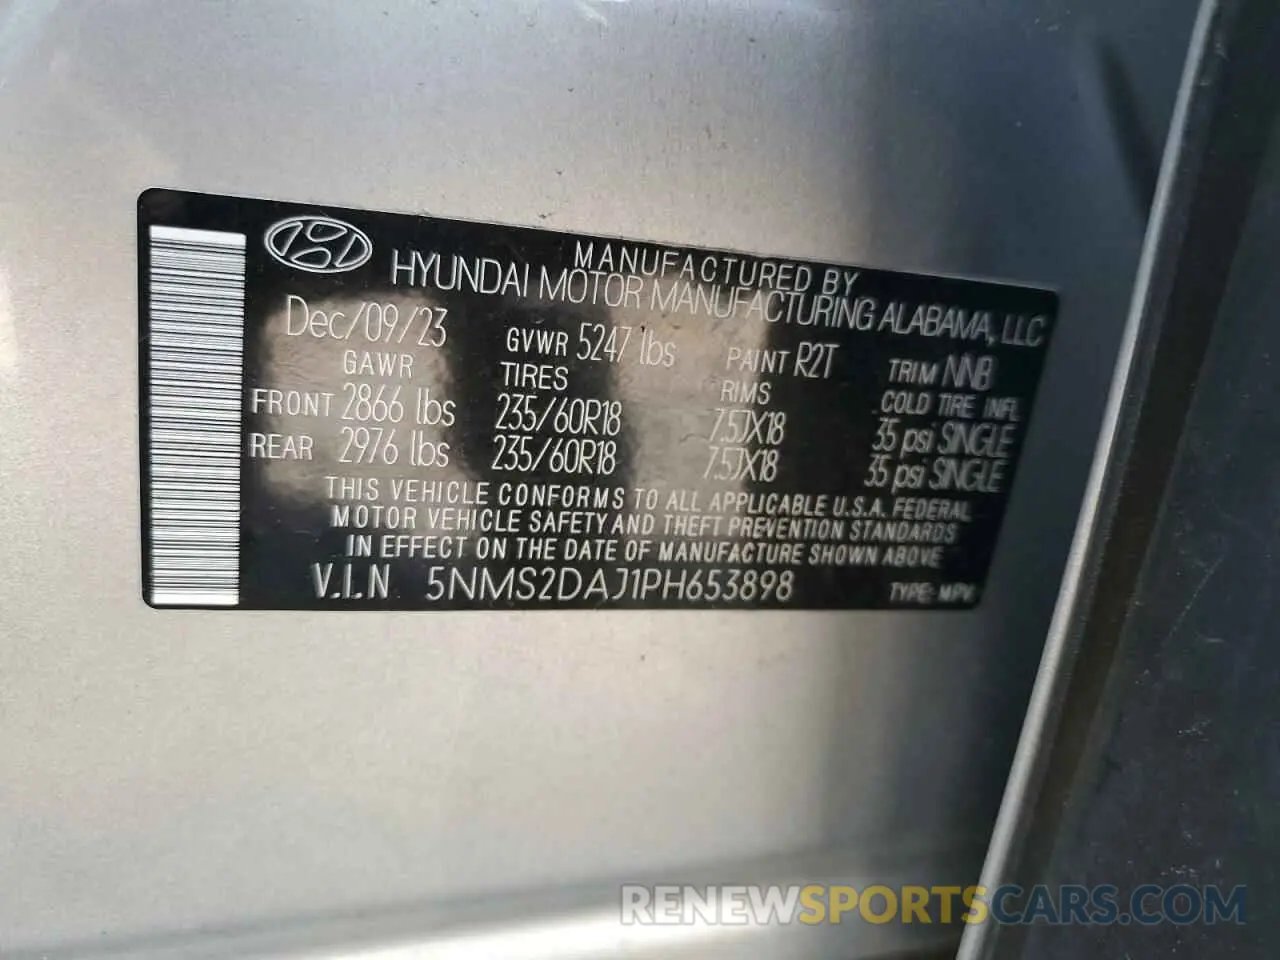 MANUFACTURED BY
HYUNDAI MOTOR MANUFACTURING ALABAMA, LLC
Dec/09/23 GVWR 5247 lbs PAINT R2T TRIM NNB
GAWR TIRES RIMS COLD TIRE INFL
FRONT 2866 lbs 235/60R18 7.5JX18 35 psi SINGLE
REAR 2976 lbs 235/60R18 7.5JX18 35 psi SINGLE
THIS VEHICLE CONFORMS TO ALL APPLICABLE U.S.A. FEDERAL
MOTOR VEHICLE SAFETY AND THEFT PREVENTION STANDARDS
IN EFFECT ON THE DATE OF MANUFACTURE SHOWN ABOVE
V.I.N 5NMS2DAJ1PH653898 TYPE: MPV
RENEWSPORTSCARS.COM